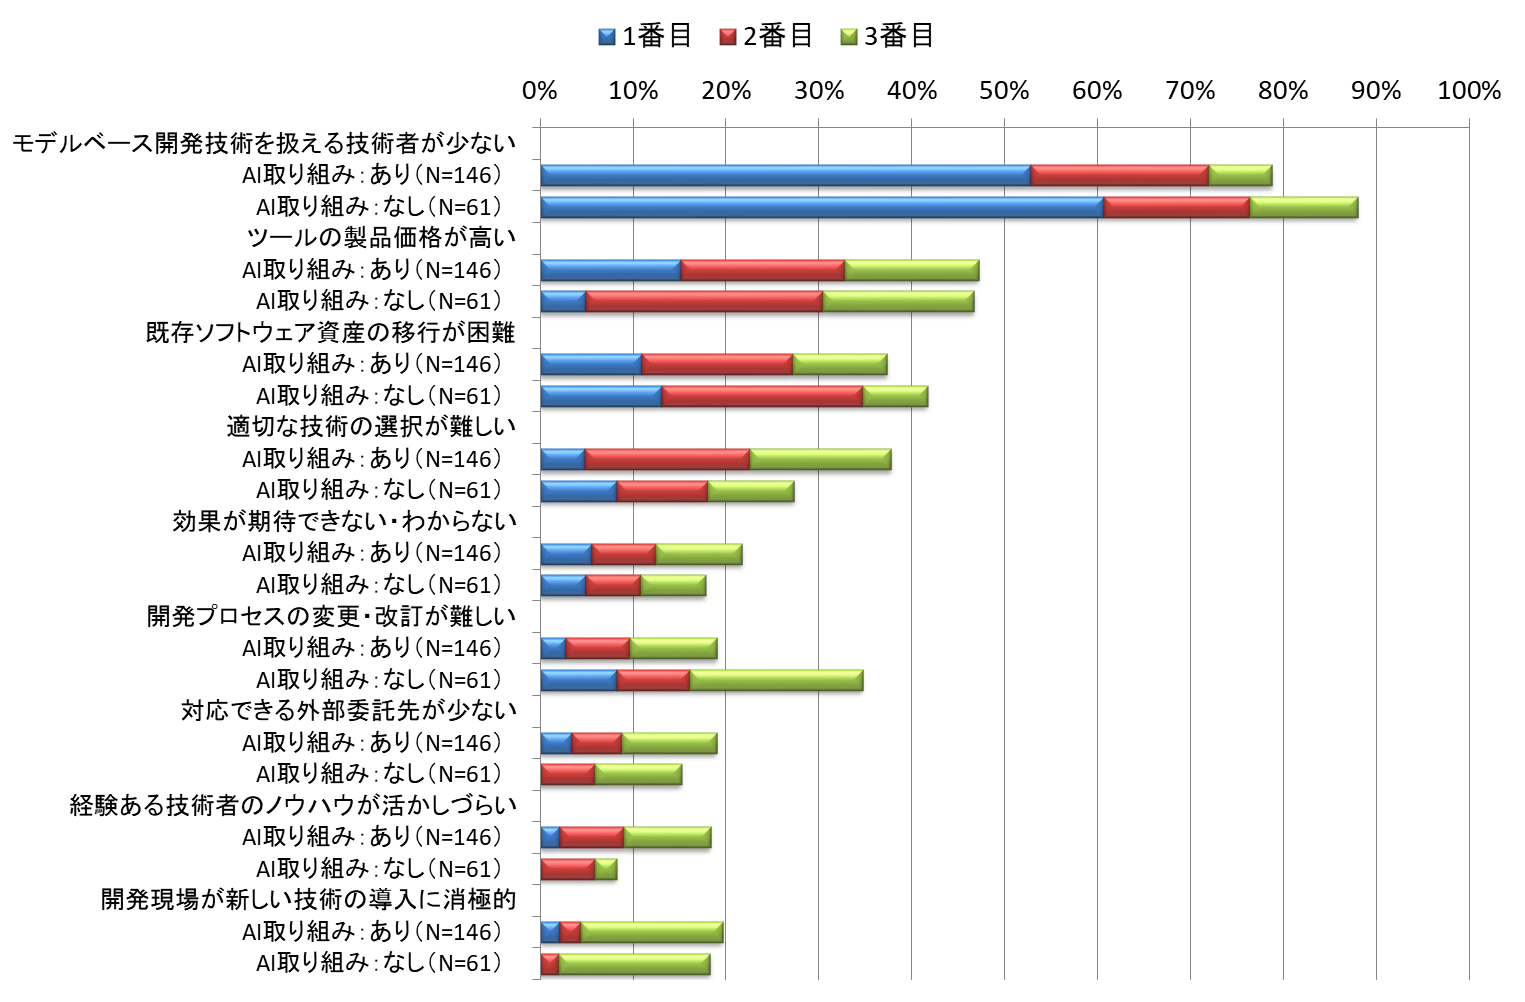 1番目 2番目 3番目
0% 10% 20% 30% 40% 50% 60% 70% 80% 90% 100%
モデルベース開発技術を扱える技術者が少ない
AI取り組み：あり（N=146）
AI取り組み：なし（N=61）
ツールの製品価格が高い
AI取り組み：あり（N=146）
AI取り組み：なし（N=61）
既存ソフトウェア資産の移行が困難
AI取り組み：あり（N=146）
AI取り組み：なし（N=61）
適切な技術の選択が難しい
AI取り組み：あり（N=146）
AI取り組み：なし（N=61）
効果が期待できない・わからない
AI取り組み：あり（N=146）
AI取り組み：なし（N=61）
開発プロセスの変更・改訂が難しい
AI取り組み：あり（N=146）
AI取り組み：なし（N=61）
対応できる外部委託先が少ない
AI取り組み：あり（N=146）
AI取り組み：なし（N=61）
経験ある技術者のノウハウが活かしづらい
AI取り組み：あり（N=146）
AI取り組み：なし（N=61）
開発現場が新しい技術の導入に消極的
AI取り組み：あり（N=146）
AI取り組み：なし（N=61）